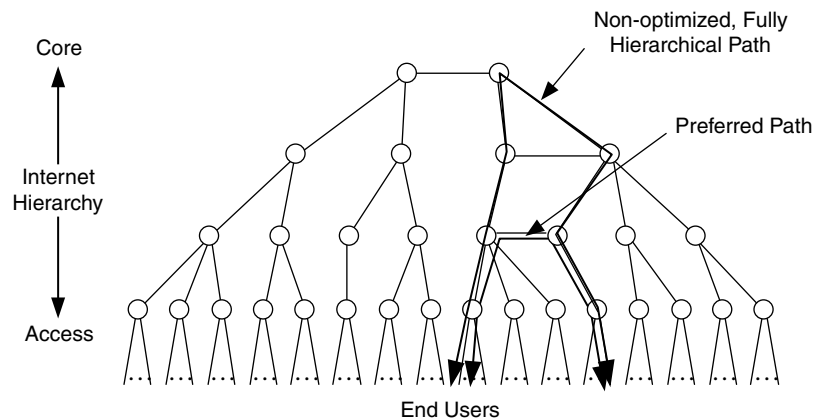 Non-optimized, Fully
Hierarchical Path
Core
Preferred Path
Internet
Hierarchy
Access
... ... ... ... ... ... ... ... ... ... ... ... ... ... ... ...
End Users